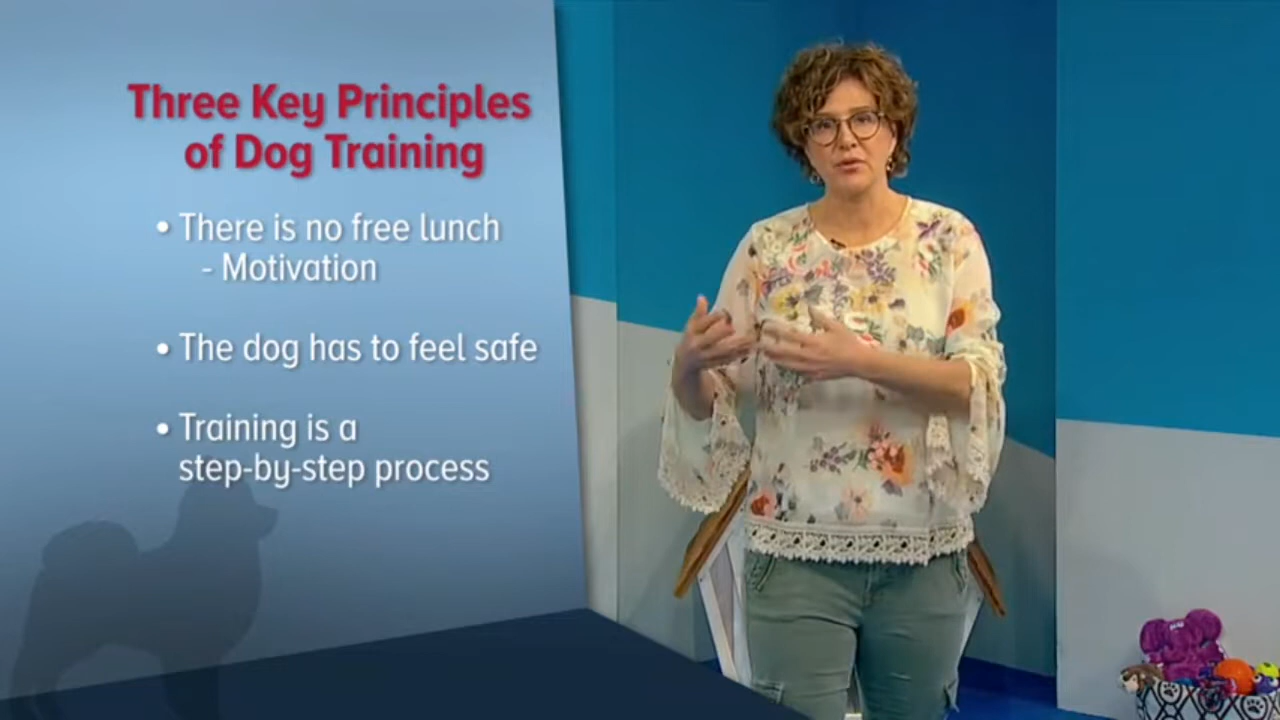 Three Key Principles
of Dog Training
• There is no free lunch
- Motivation
• The dog has to feel safe
• Training is a
step-by-step process